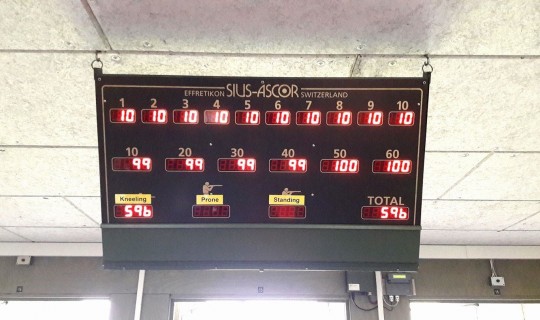 EFFRETIKON SIUS-ASCOR SWITZERLAND
1 2 3 4 5 6 7 8 9 10
10 10 10 10 10 10 10 10 10 10
10 20 30 40 50 60
99 99 99 99 100 100
Kneeling Prone Standing TOTAL
596 596